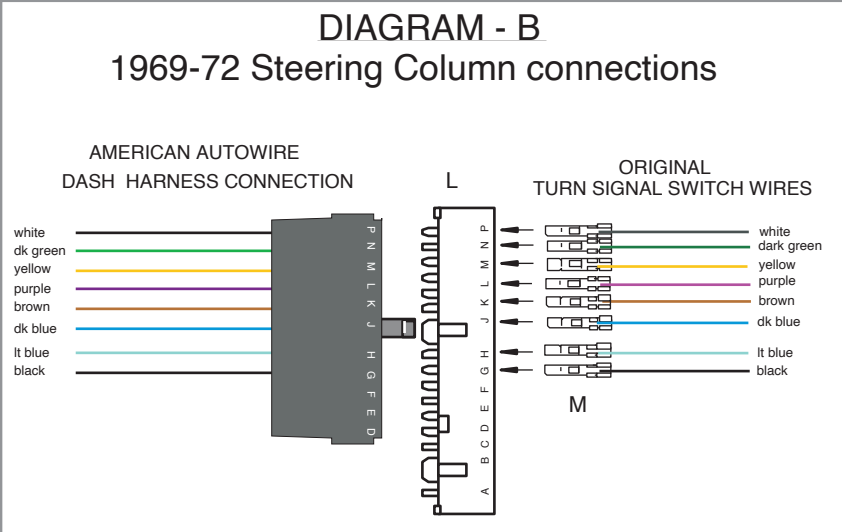 DIAGRAM - B
1969-72 Steering Column connections
AMERICAN AUTOWIRE
DASH HARNESS CONNECTION
L
ORIGINAL
TURN SIGNAL SWITCH WIRES
white
dk green
yellow
purple
brown
dk blue
lt blue
black
P
N
M
L
K
J
H
G
F
E
D
P
N
M
L
K
J
H
G
F
E
D
C
B
A
white
dark green
yellow
purple
brown
dk blue
lt blue
black
M